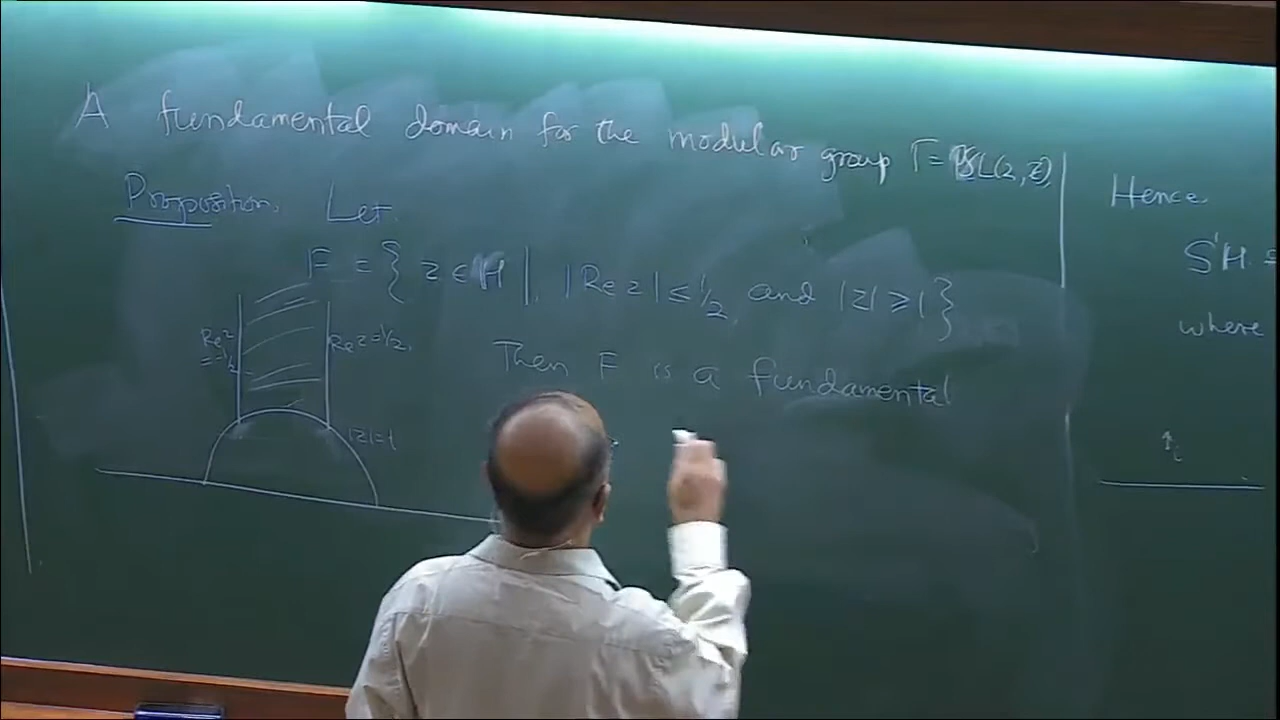 A fundamental domain for the modular group Γ = PSL(2, Z)
Proposition. Let
F = { z ∈ H | |Re z| ≤ 1/2 and |z| ≥ 1 }
Re z = -1/2
Re z = 1/2
|z| = 1
Then F is a fundamental
Hence
where
i